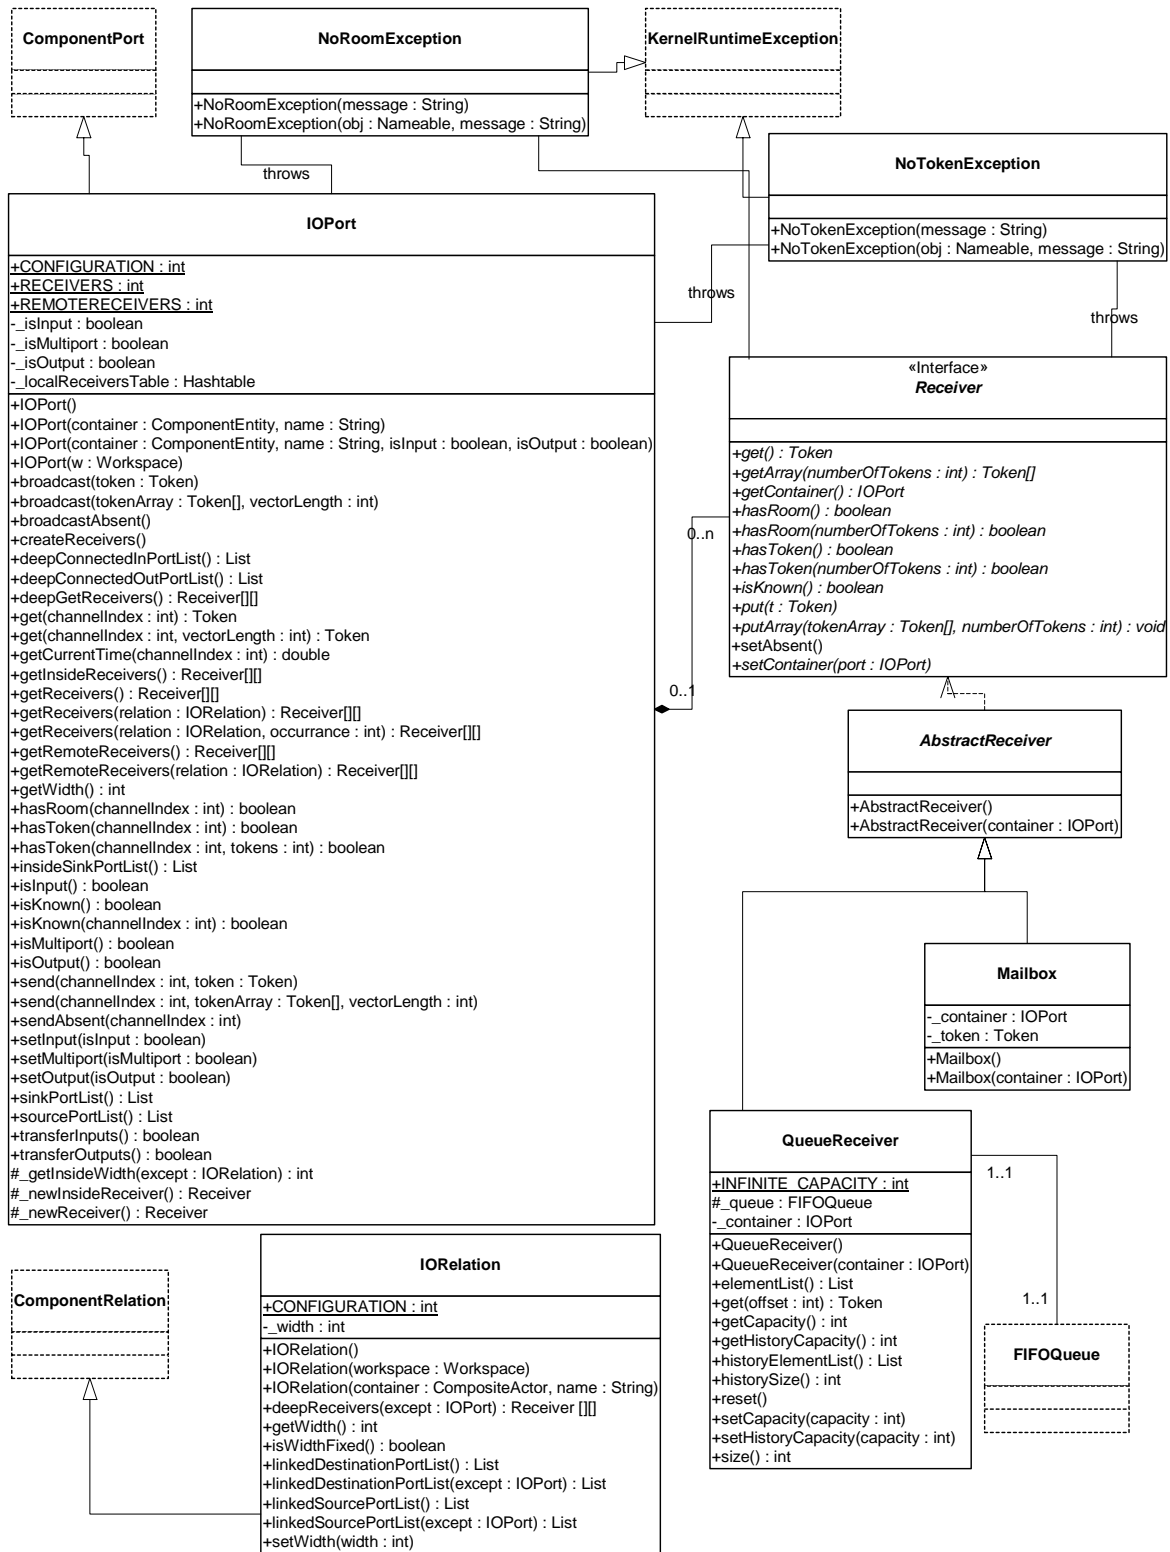 ComponentPort
NoRoomException
+NoRoomException(message : String)
+NoRoomException(obj : Nameable, message : String)
KernelRuntimeException
throws
NoTokenException
+NoTokenException(message : String)
+NoTokenException(obj : Nameable, message : String)
throws
throws
IOPort
+CONFIGURATION : int
+RECEIVERS : int
+REMOTERECEIVERS : int
-_isInput : boolean
-_isMultiport : boolean
-_isOutput : boolean
-_localReceiversTable : Hashtable
+IOPort()
+IOPort(container : ComponentEntity, name : String)
+IOPort(container : ComponentEntity, name : String, isInput : boolean, isOutput : boolean)
+IOPort(w : Workspace)
+broadcast(token : Token)
+broadcast(tokenArray : Token[], vectorLength : int)
+broadcastAbsent()
+createReceivers()
+deepConnectedInPortList() : List
+deepConnectedOutPortList() : List
+deepGetReceivers() : Receiver[][]
+get(channelIndex : int) : Token
+get(channelIndex : int, vectorLength : int) : Token
+getCurrentTime(channelIndex : int) : double
+getInsideReceivers() : Receiver[][]
+getReceivers() : Receiver[][]
+getReceivers(relation : IORelation) : Receiver[][]
+getReceivers(relation : IORelation, occurrance : int) : Receiver[][]
+getRemoteReceivers() : Receiver[][]
+getRemoteReceivers(relation : IORelation) : Receiver[][]
+getWidth() : int
+hasRoom(channelIndex : int) : boolean
+hasToken(channelIndex : int) : boolean
+hasToken(channelIndex : int, tokens : int) : boolean
+insideSinkPortList() : List
+isInput() : boolean
+isKnown() : boolean
+isKnown(channelIndex : int) : boolean
+isMultiport() : boolean
+isOutput() : boolean
+send(channelIndex : int, token : Token)
+send(channelIndex : int, tokenArray : Token[], vectorLength : int)
+sendAbsent(channelIndex : int)
+setInput(isInput : boolean)
+setMultiport(isMultiport : boolean)
+setOutput(isOutput : boolean)
+sinkPortList() : List
+sourcePortList() : List
+transferInputs() : boolean
+transferOutputs() : boolean
#_getInsideWidth(except : IORelation) : int
#_newInsideReceiver() : Receiver
#_newReceiver() : Receiver
0..n
0..1
«Interface»
Receiver
+get() : Token
+getArray(numberOfTokens : int) : Token[]
+getContainer() : IOPort
+hasRoom() : boolean
+hasRoom(numberOfTokens : int) : boolean
+hasToken() : boolean
+hasToken(numberOfTokens : int) : boolean
+isKnown() : boolean
+put(t : Token)
+putArray(tokenArray : Token[], numberOfTokens : int) : void
+setAbsent()
+setContainer(port : IOPort)
AbstractReceiver
+AbstractReceiver()
+AbstractReceiver(container : IOPort)
Mailbox
-_container : IOPort
-_token : Token
+Mailbox()
+Mailbox(container : IOPort)
QueueReceiver
+INFINITE_CAPACITY : int
#_queue : FIFOQueue
-_container : IOPort
+QueueReceiver()
+QueueReceiver(container : IOPort)
+elementList() : List
+get(offset : int) : Token
+getCapacity() : int
+getHistoryCapacity() : int
+historyElementList() : List
+historySize() : int
+reset()
+setCapacity(capacity : int)
+setHistoryCapacity(capacity : int)
+size() : int
1..1
1..1
FIFOQueue
ComponentRelation
IORelation
+CONFIGURATION : int
-_width : int
+IORelation()
+IORelation(workspace : Workspace)
+IORelation(container : CompositeActor, name : String)
+deepReceivers(except : IOPort) : Receiver [][]
+getWidth() : int
+isWidthFixed() : boolean
+linkedDestinationPortList() : List
+linkedDestinationPortList(except : IOPort) : List
+linkedSourcePortList() : List
+linkedSourcePortList(except : IOPort) : List
+setWidth(width : int)